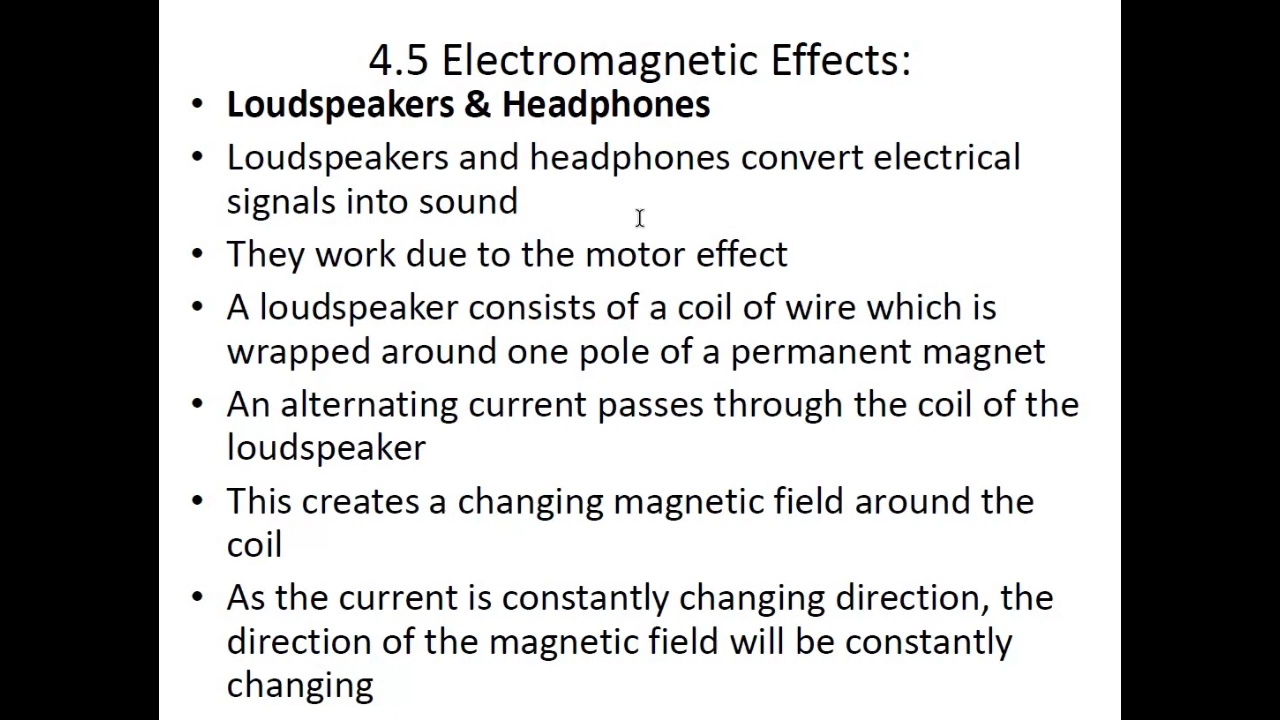 4.5 Electromagnetic Effects:
• Loudspeakers & Headphones
• Loudspeakers and headphones convert electrical
signals into sound
• They work due to the motor effect
• A loudspeaker consists of a coil of wire which is
wrapped around one pole of a permanent magnet
• An alternating current passes through the coil of the
loudspeaker
• This creates a changing magnetic field around the
coil
• As the current is constantly changing direction, the
direction of the magnetic field will be constantly
changing